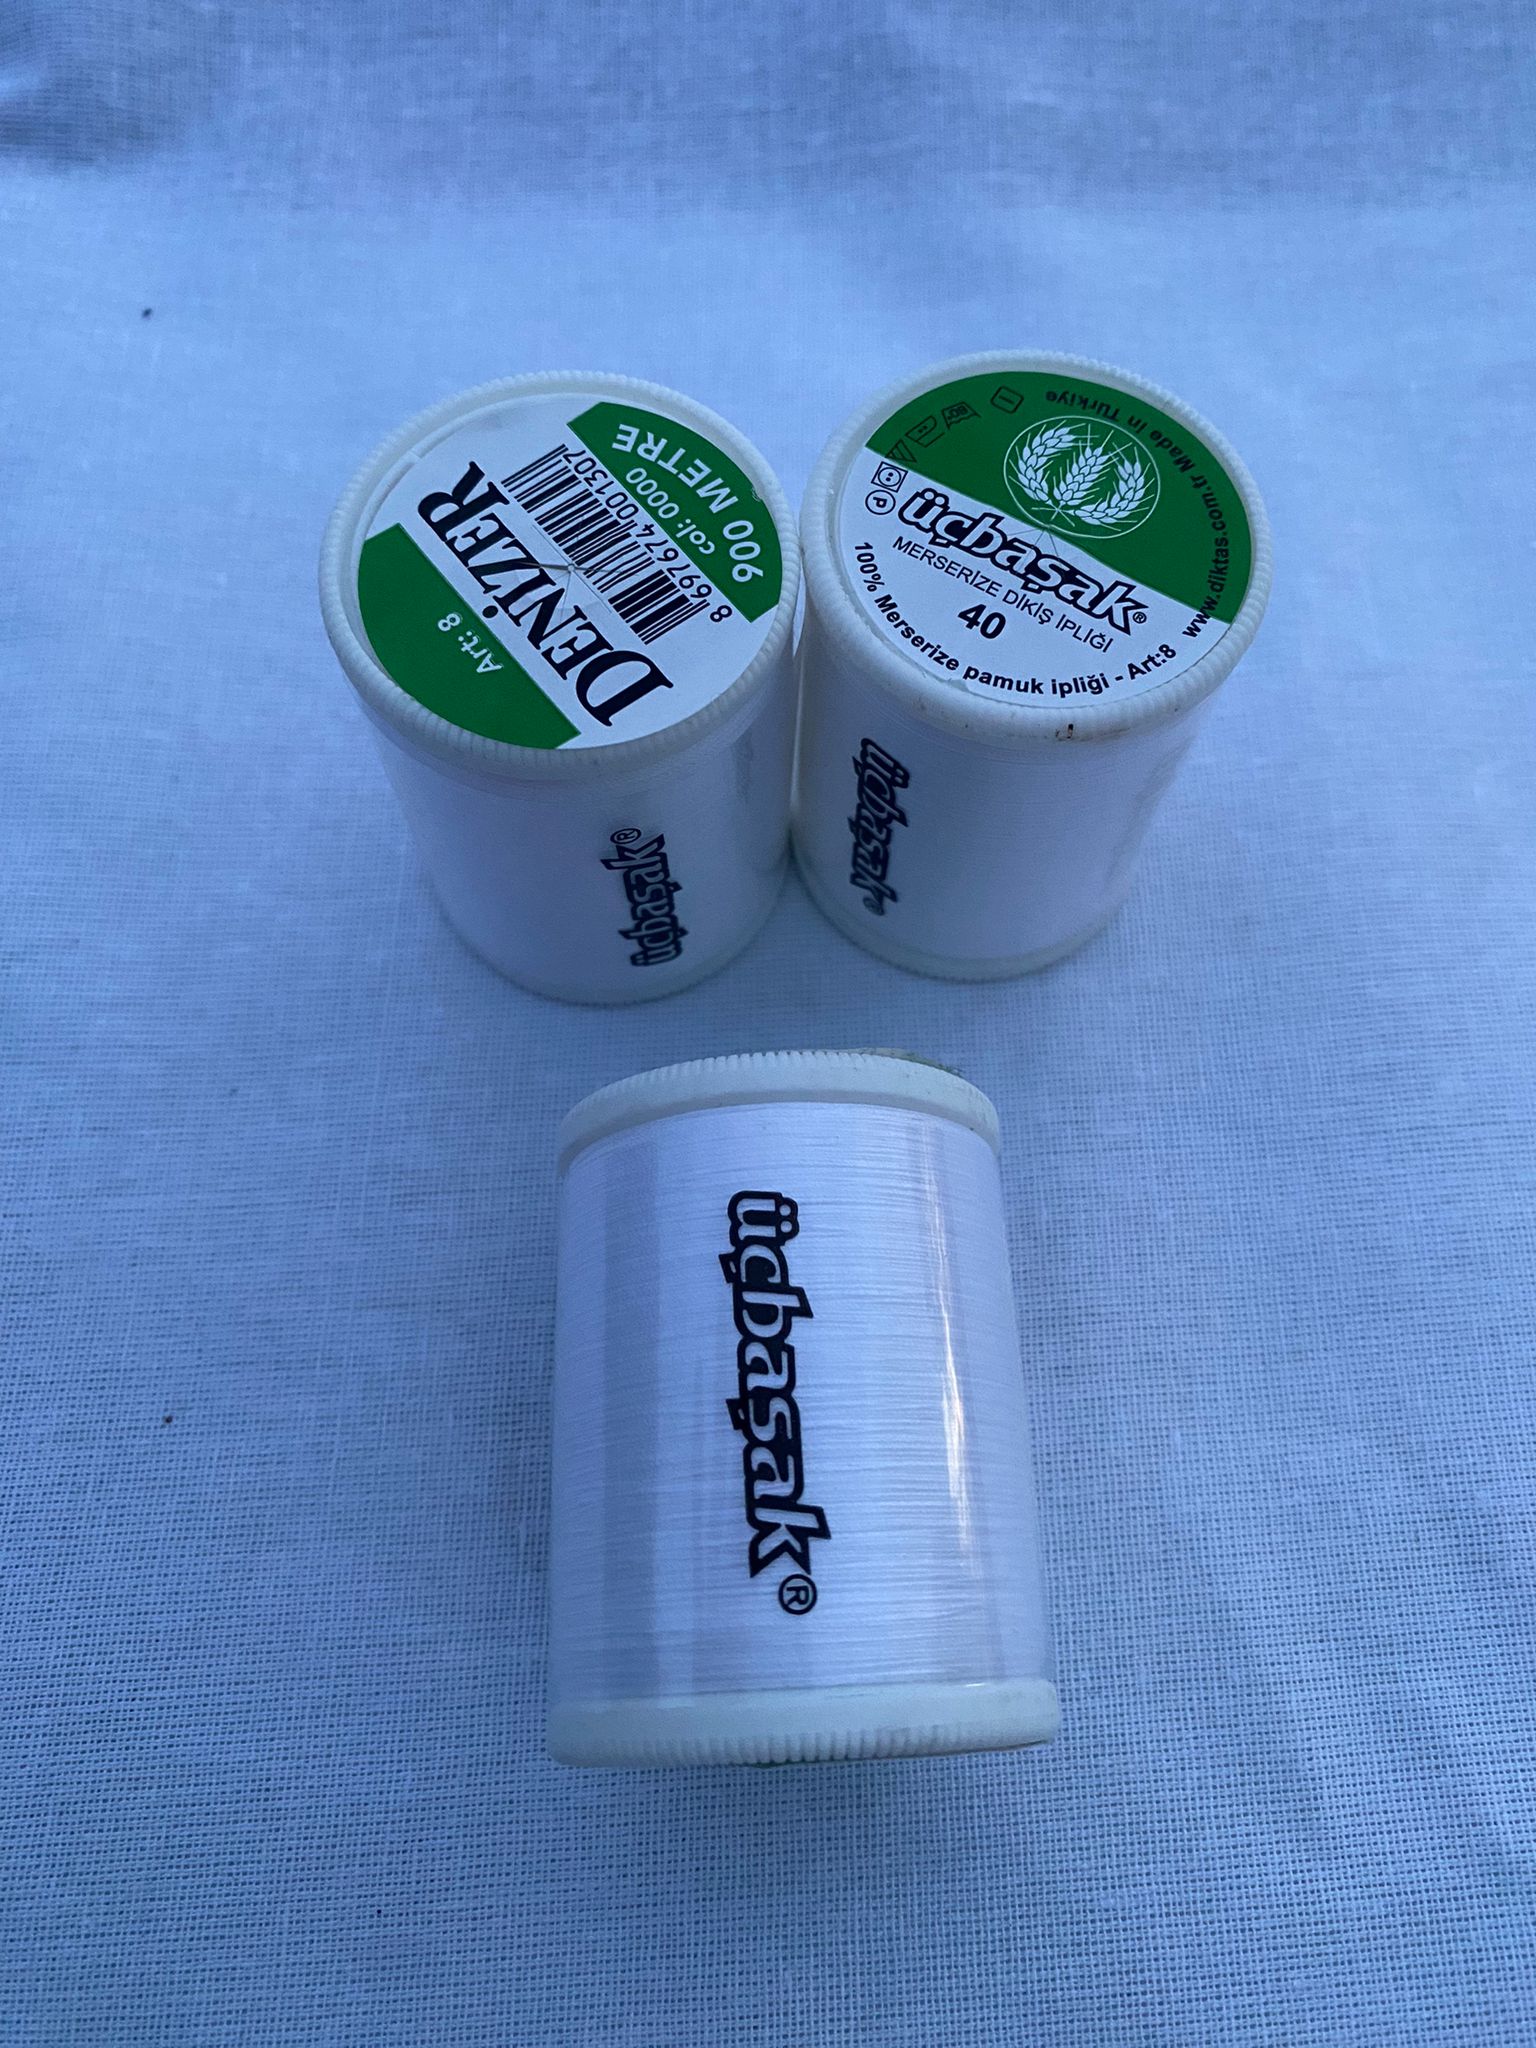 DENİZER
8 697674 001307
col: 0000
900 METRE
Art: 8
üçbaşak®
www.diktas.com.tr Made in Türkiye
üçbaşak®
MERSERİZE DİKİŞ İPLİĞİ
40
100% Merserize pamuk ipliği - Art:8
üçbaşak®
üçbaşak®